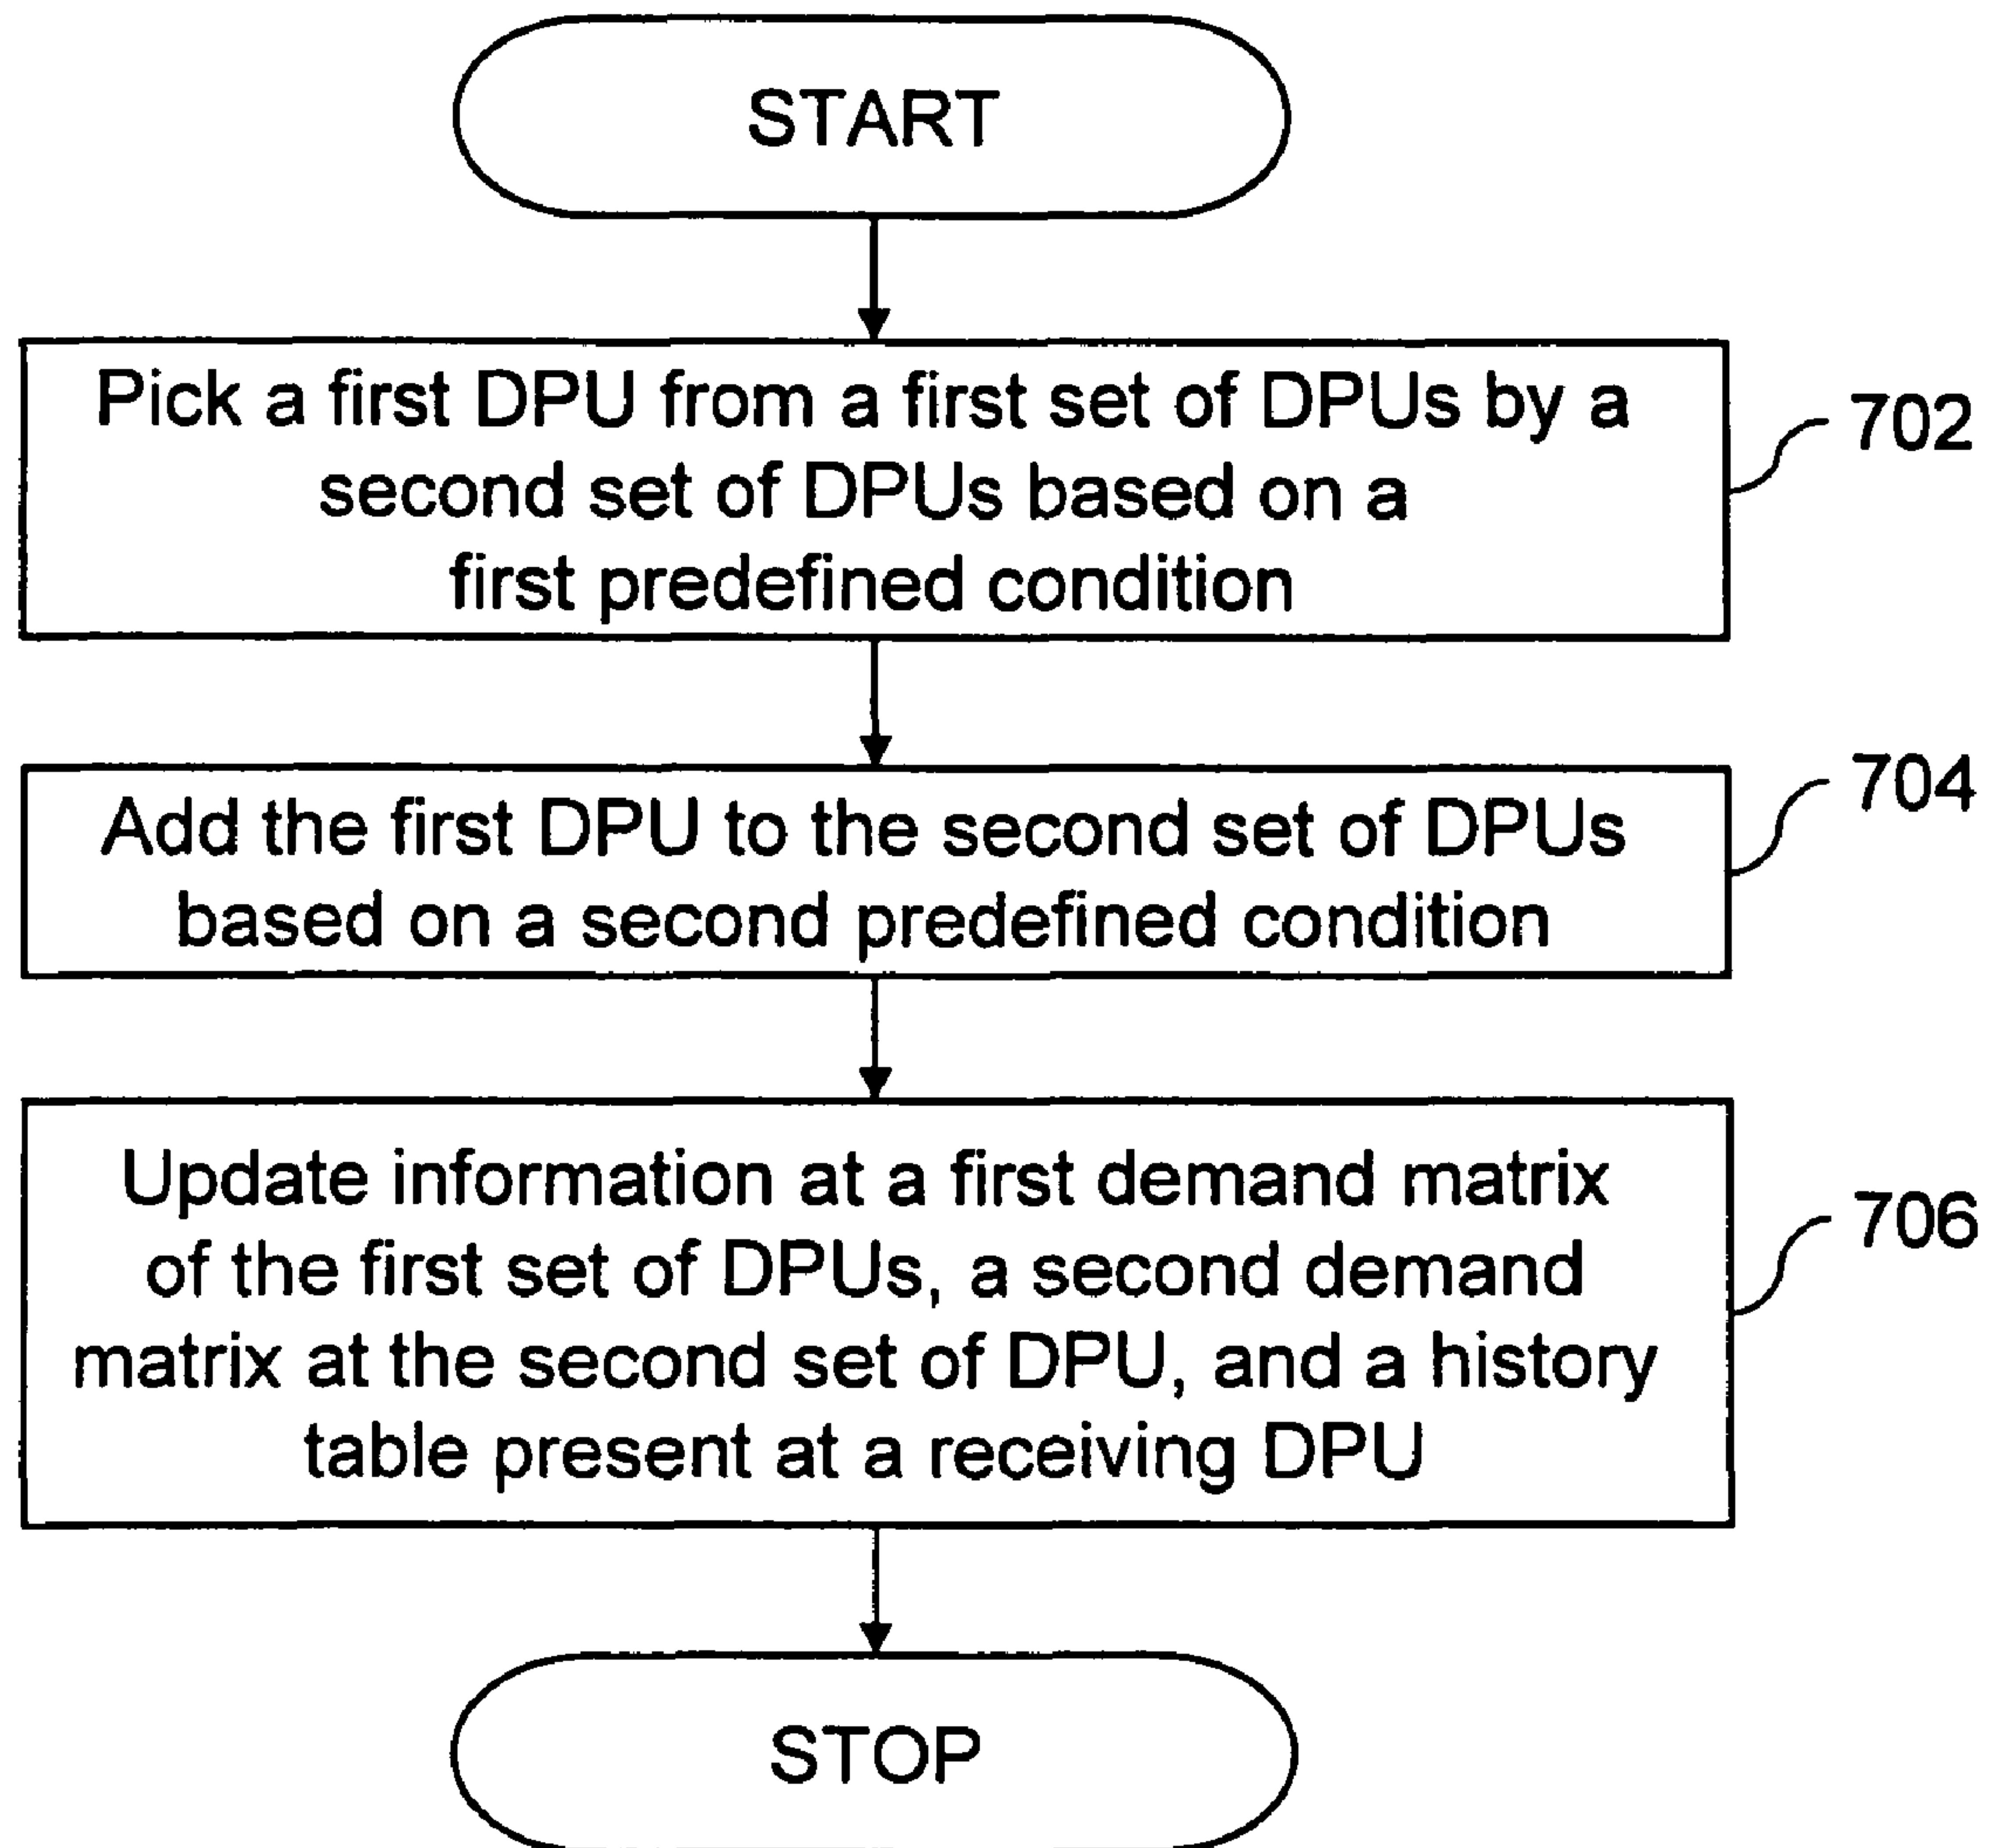 START
Pick a first DPU from a first set of DPUs by a
second set of DPUs based on a
first predefined condition
702
Add the first DPU to the second set of DPUs
based on a second predefined condition
704
Update information at a first demand matrix
of the first set of DPUs, a second demand
matrix at the second set of DPU, and a history
table present at a receiving DPU
706
STOP